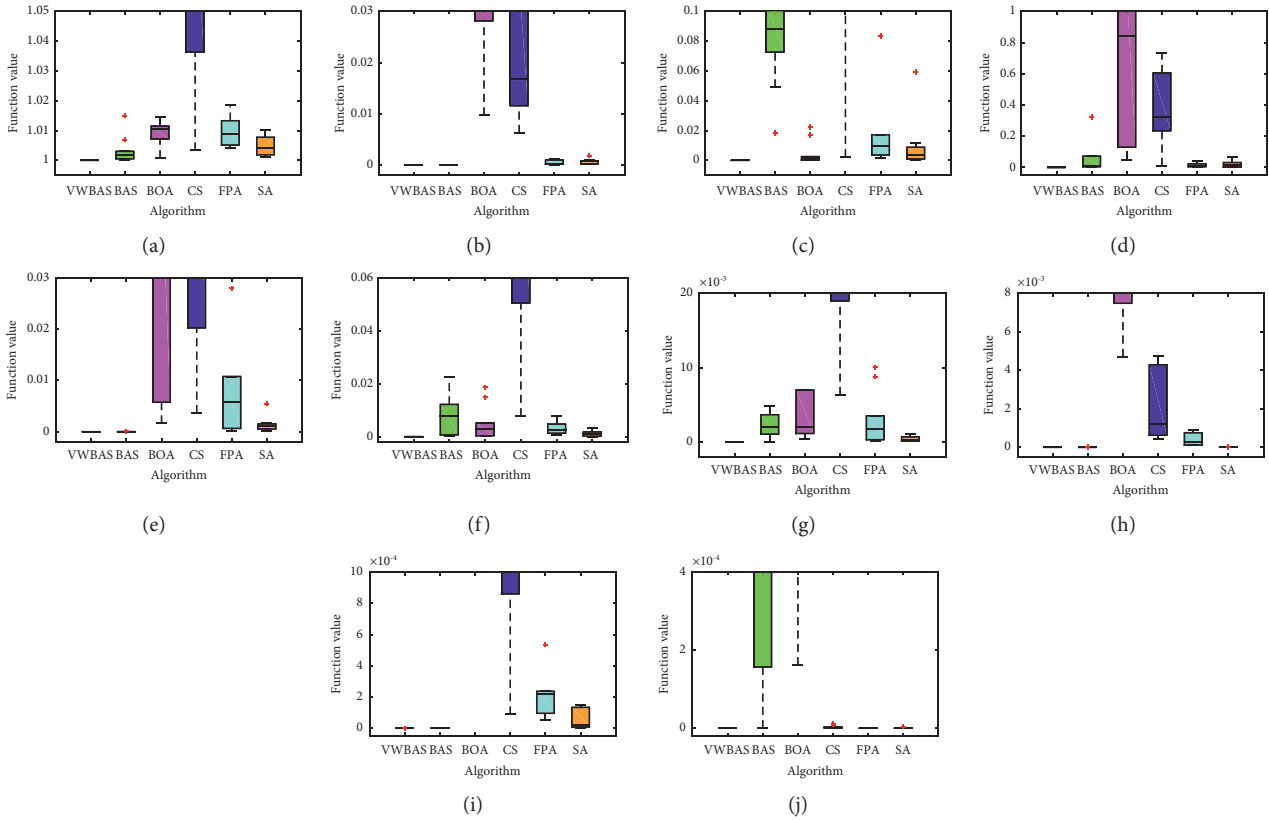 1.05
1.04
1.03
1.02
1.01
1
Function value
VWBAS BAS BOA CS FPA SA
Algorithm
(a)
0.03
0.02
0.01
0
Function value
VWBAS BAS BOA CS FPA SA
Algorithm
(b)
0.1
0.08
0.06
0.04
0.02
0
Function value
VWBAS BAS BOA CS FPA SA
Algorithm
(c)
1
0.8
0.6
0.4
0.2
0
Function value
VWBAS BAS BOA CS FPA SA
Algorithm
(d)
0.03
0.02
0.01
0
Function value
VWBAS BAS BOA CS FPA SA
Algorithm
(e)
0.06
0.04
0.02
0
Function value
VWBAS BAS BOA CS FPA SA
Algorithm
(f)
×10⁻³
20
10
0
Function value
VWBAS BAS BOA CS FPA SA
Algorithm
(g)
×10⁻³
8
6
4
2
0
Function value
VWBAS BAS BOA CS FPA SA
Algorithm
(h)
×10⁻⁴
10
8
6
4
2
0
Function value
VWBAS BAS BOA CS FPA SA
Algorithm
(i)
×10⁻⁴
4
2
0
Function value
VWBAS BAS BOA CS FPA SA
Algorithm
(j)